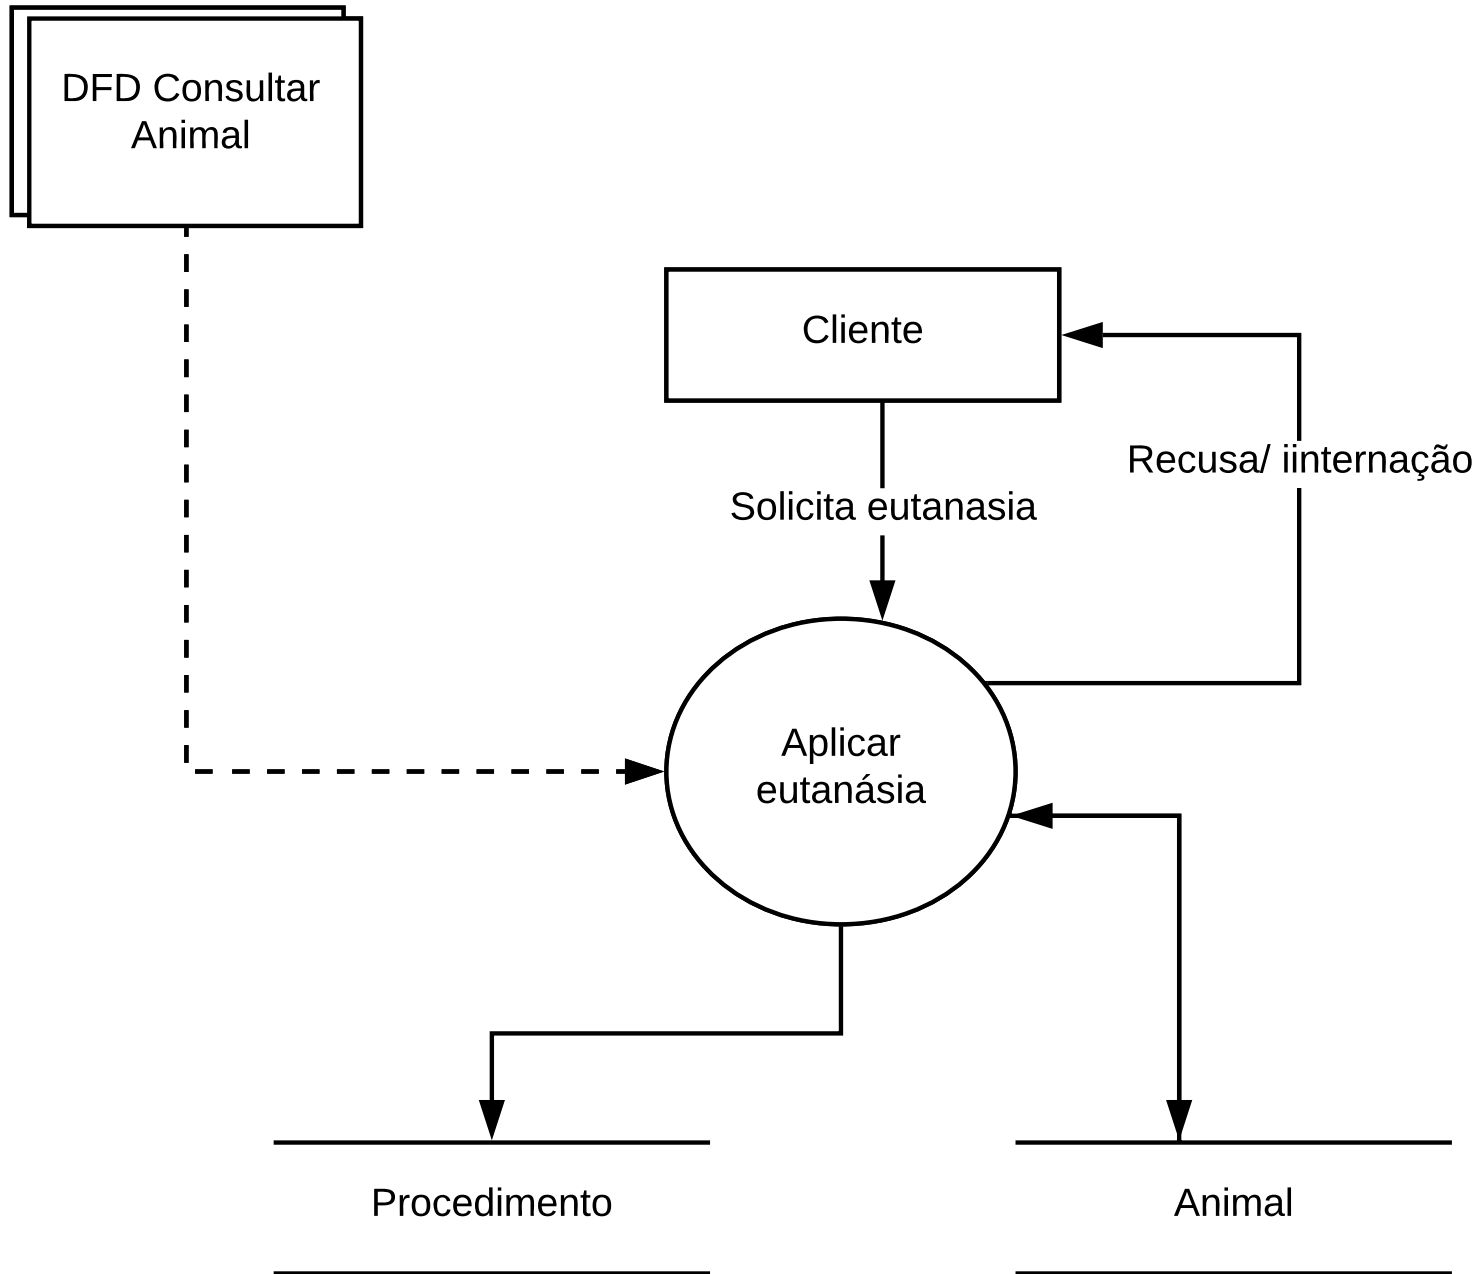 DFD Consultar
Animal
Cliente
Recusa/ iinternação
Solicita eutanasia
Aplicar
eutanásia
Procedimento
Animal